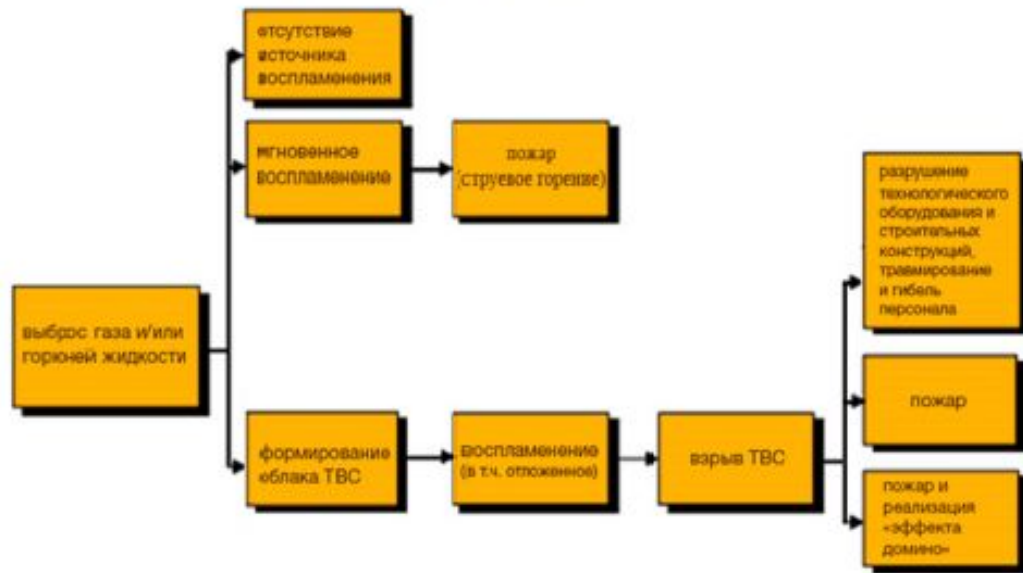 отсутствие
источника
воспламенения
мгновенное
воспламенение
пожар
(струевое горение)
разрушение
технологического
оборудования и
строительных
конструкций,
травмирование
и гибель
персонала
выброс газа и/или
горюней жидкости
пожар
формирование
облака ТВС
воспламенение
(в т.ч. отложенное)
взрыв ТВС
пожар и
реализация
«эффекта
домино»